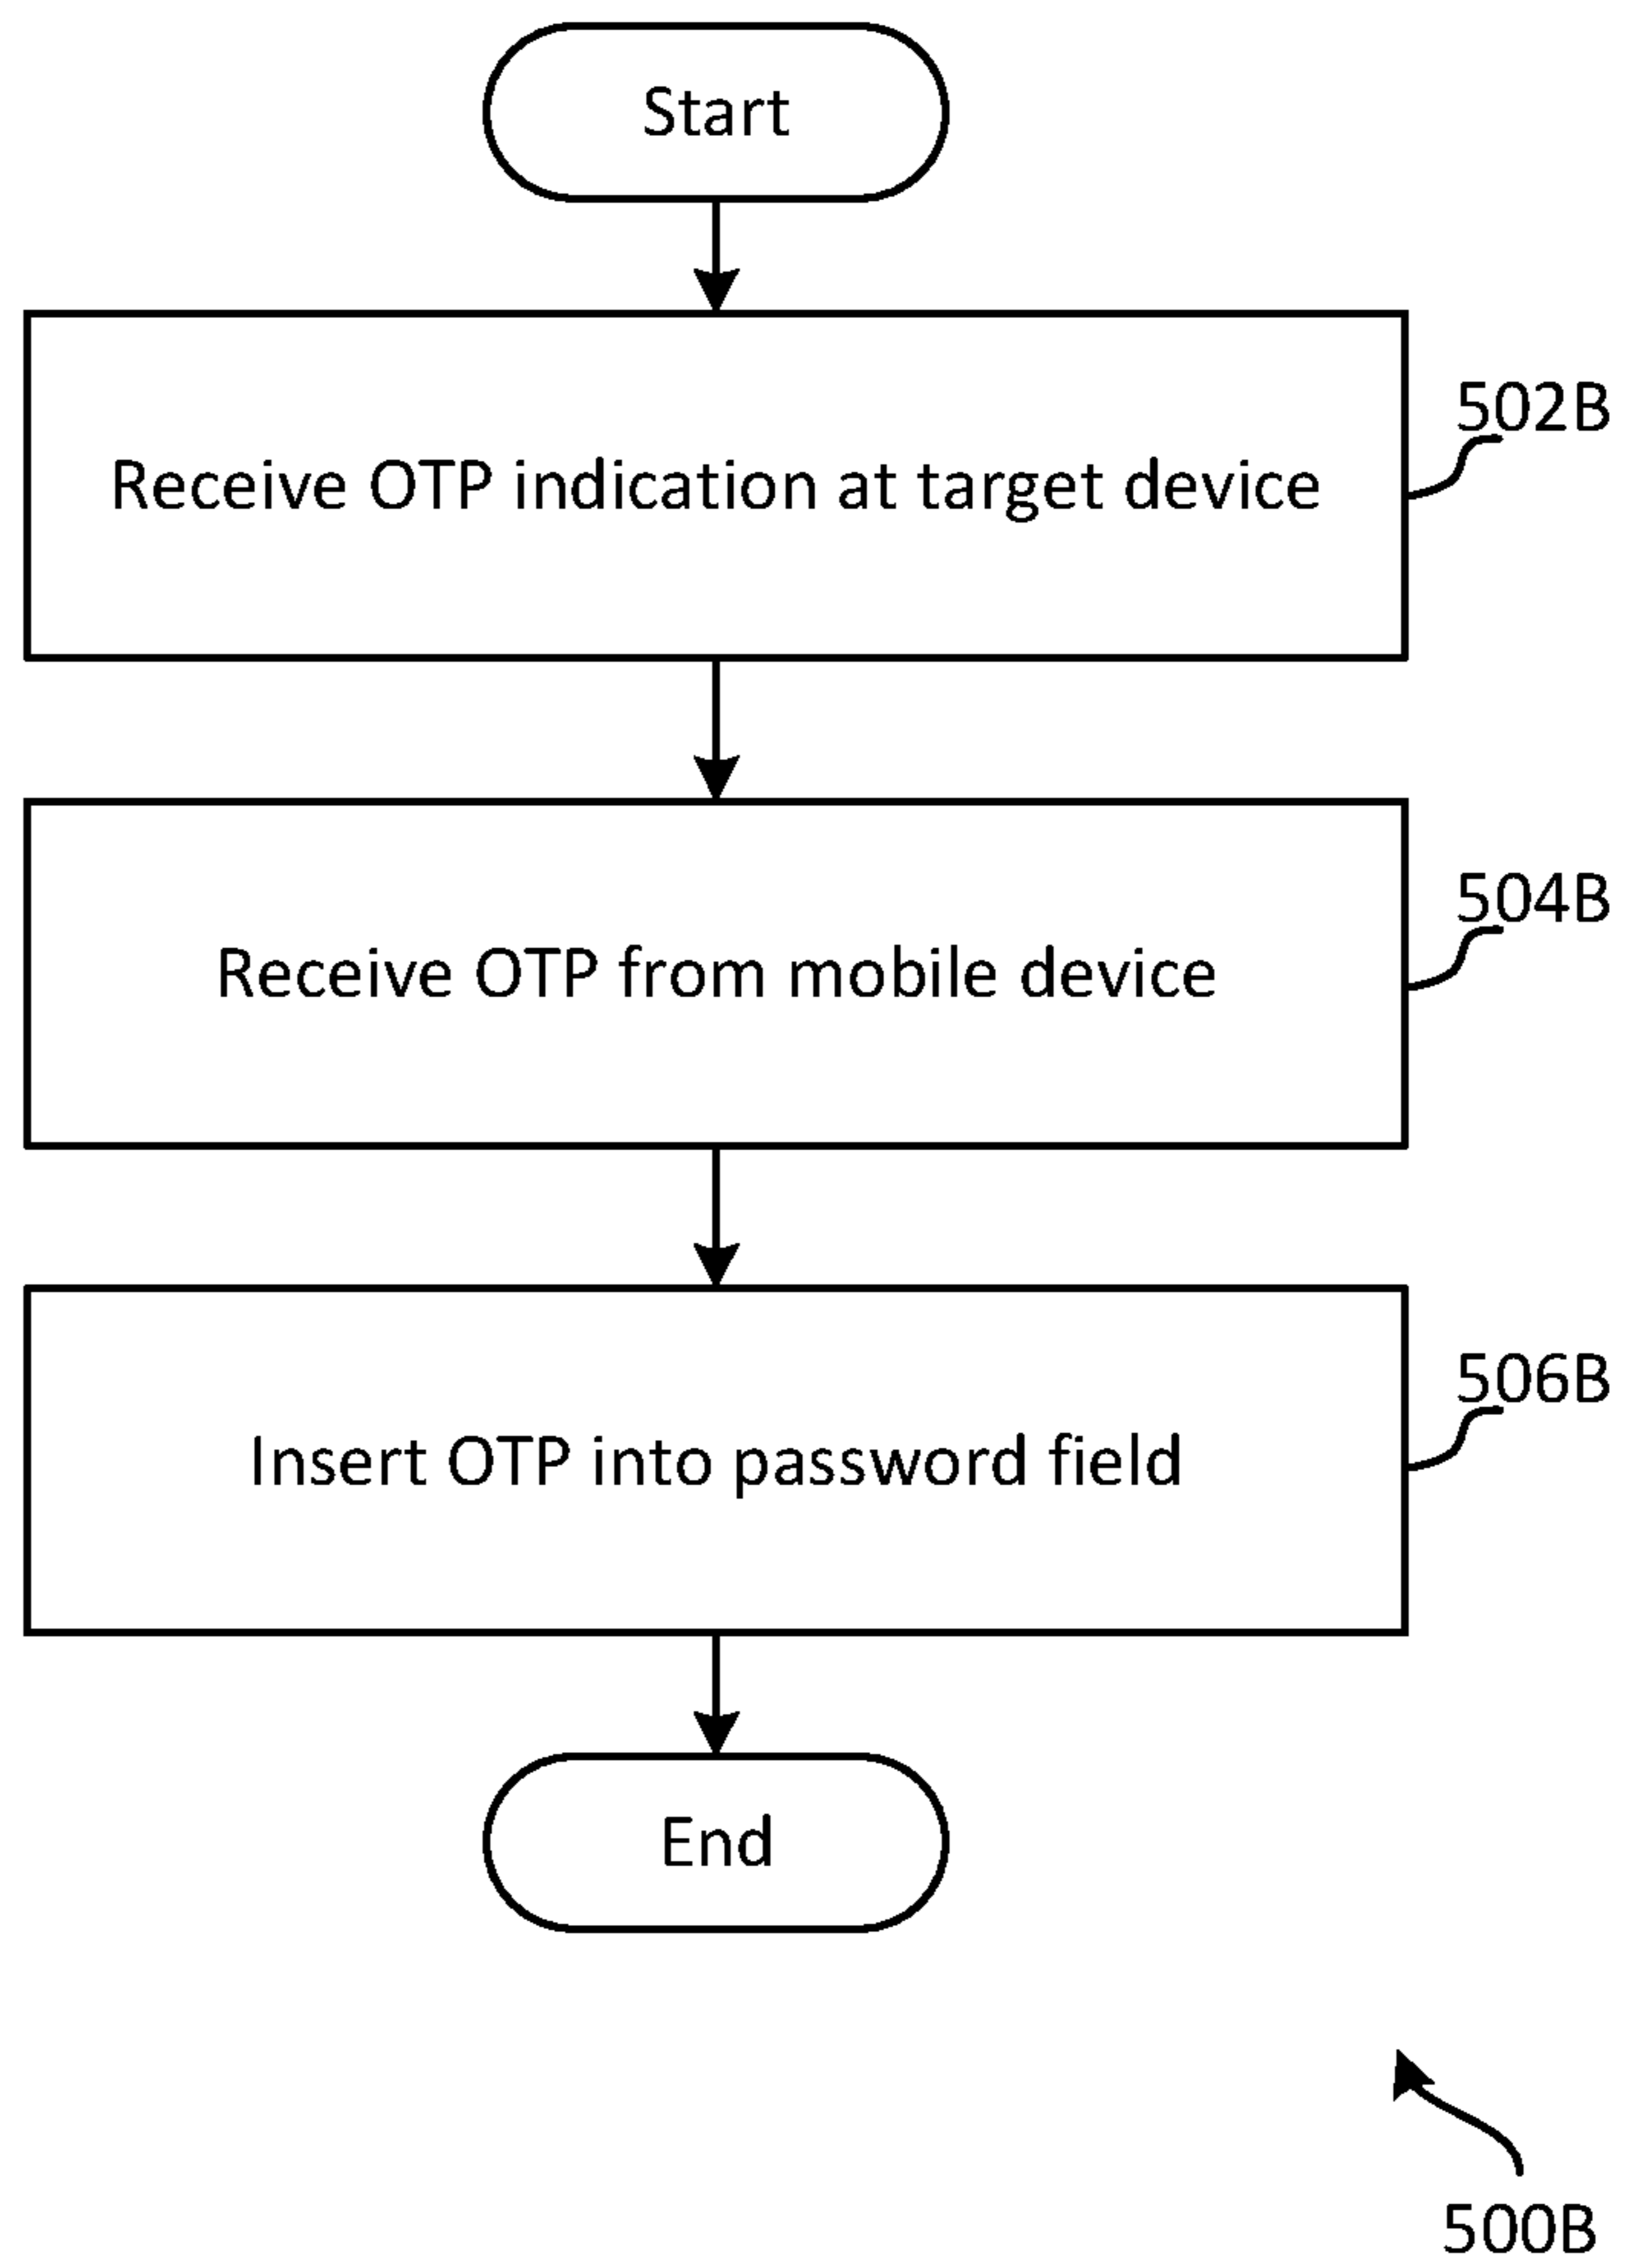 Start
Receive OTP indication at target device
502B
Receive OTP from mobile device
504B
Insert OTP into password field
506B
End
500B